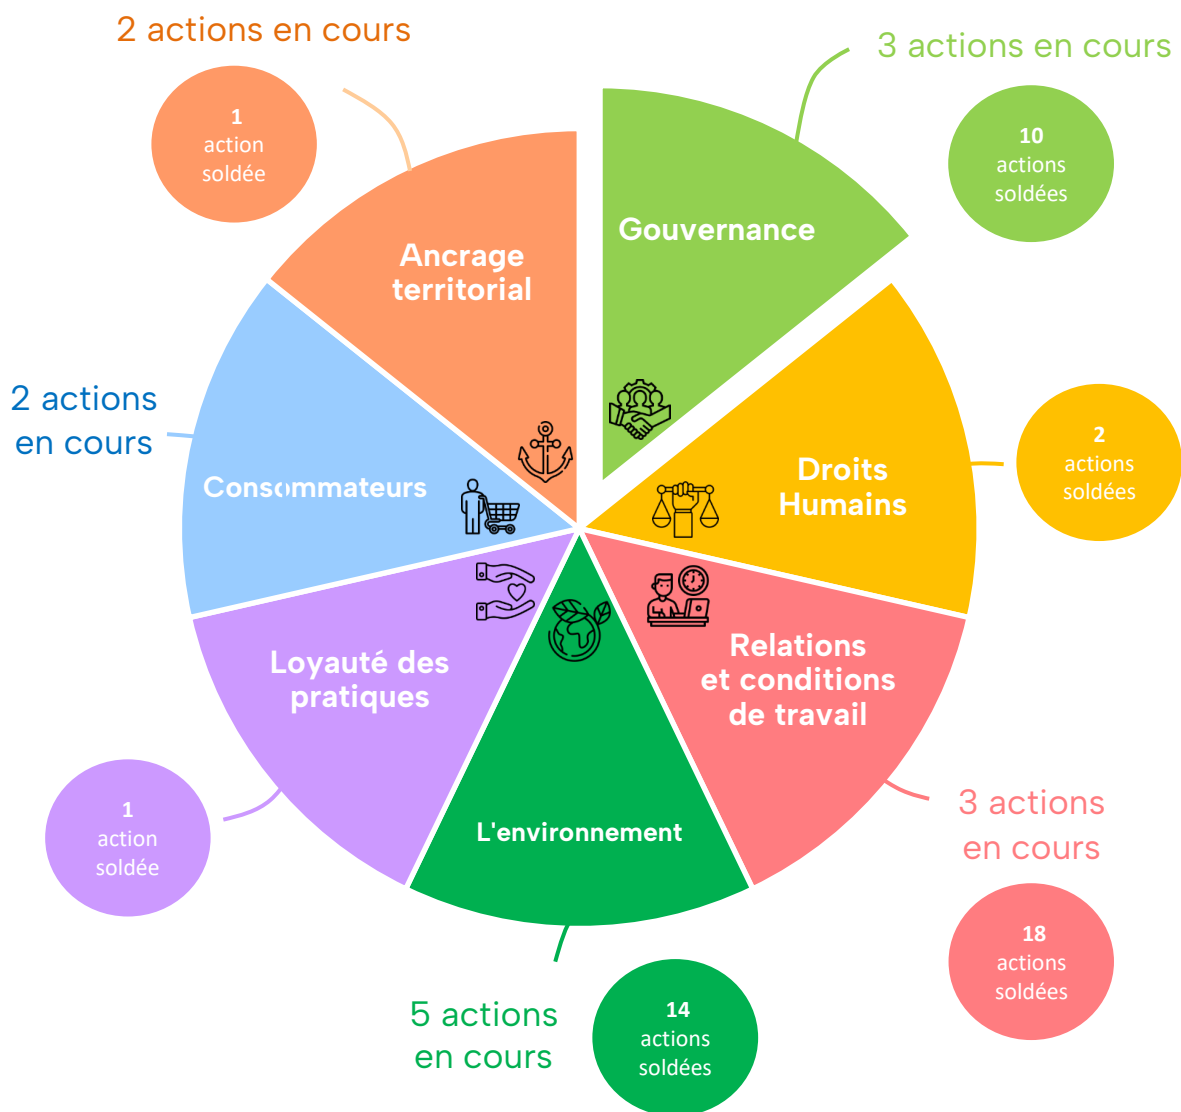 2 actions en cours
1
action
soldée
3 actions en cours
10
actions
soldées
Gouvernance
Ancrage
territorial
2 actions
en cours
Consommateurs
Droits
Humains
2
actions
soldées
Relations
et conditions
de travail
Loyauté des
pratiques
L'environnement
1
action
soldée
3 actions
en cours
18
actions
soldées
5 actions
en cours
14
actions
soldées